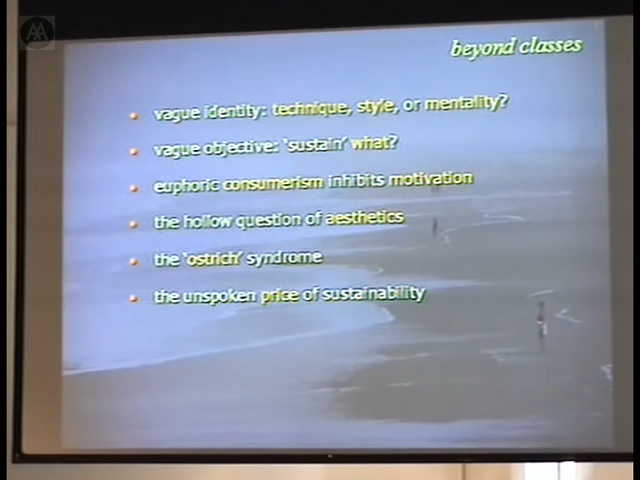 AA
beyond classes
vague identity: technique, style, or mentality?
vague objective: 'sustain' what?
euphoric consumerism inhibits motivation
the hollow question of aesthetics
the 'ostrich' syndrome
the unspoken price of sustainability